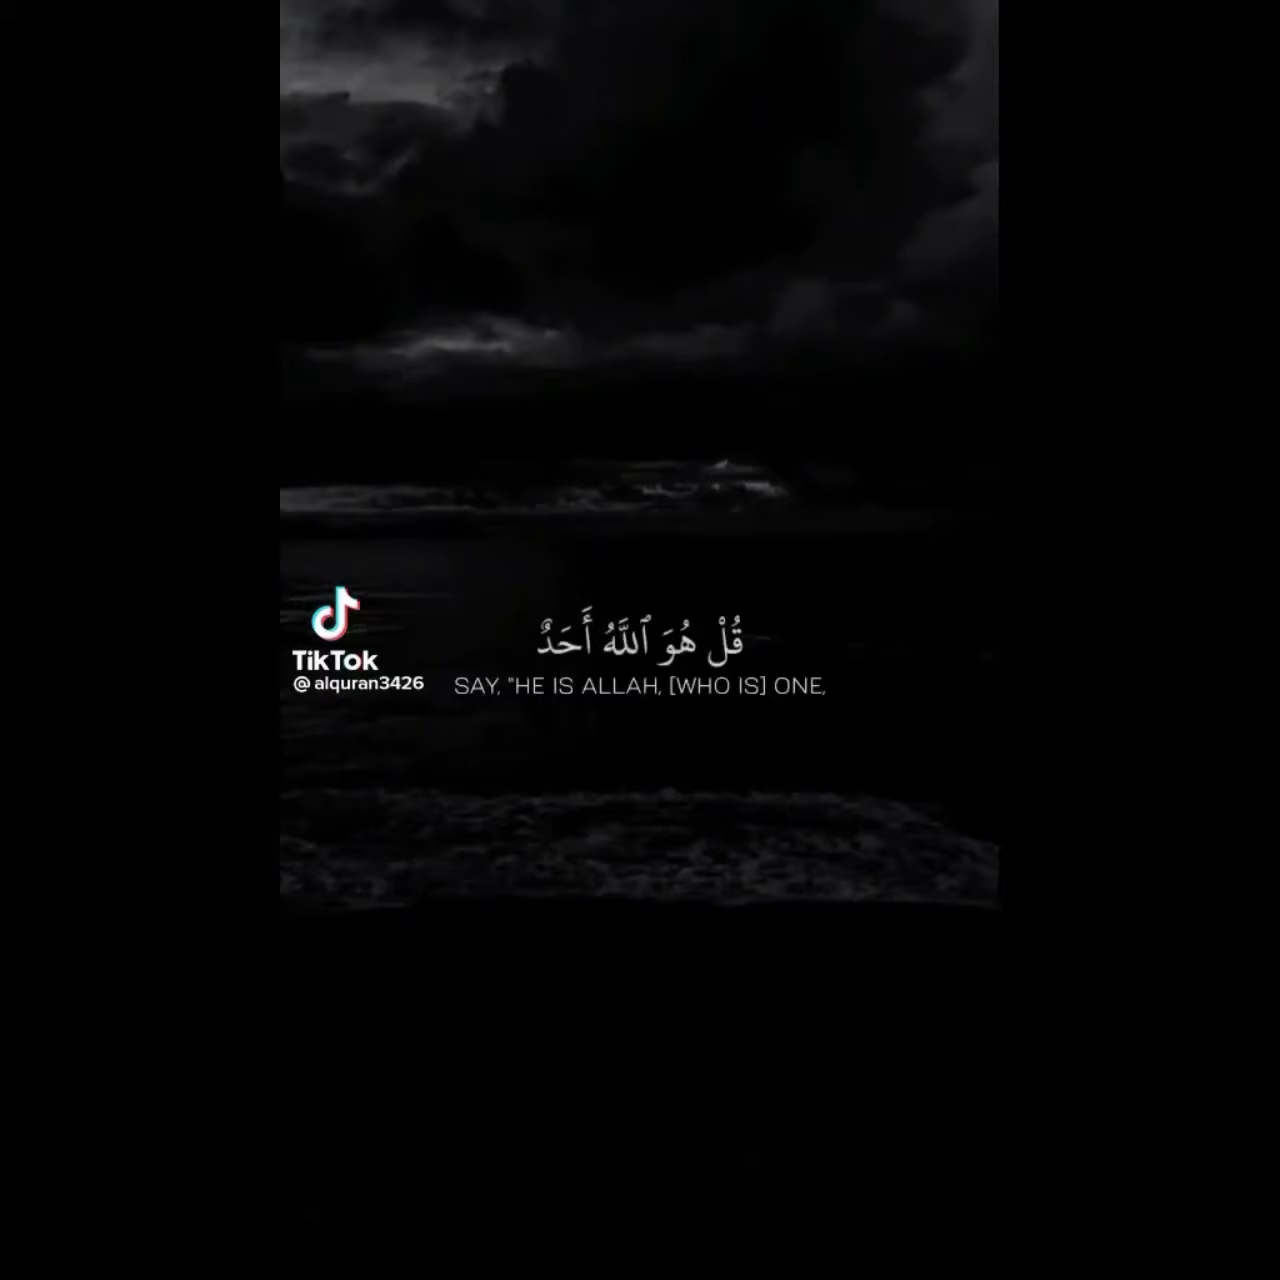 قُلْ هُوَ ٱللَّهُ أَحَدٌ
SAY, "HE IS ALLAH, [WHO IS] ONE,
TikTok
@alquran3426